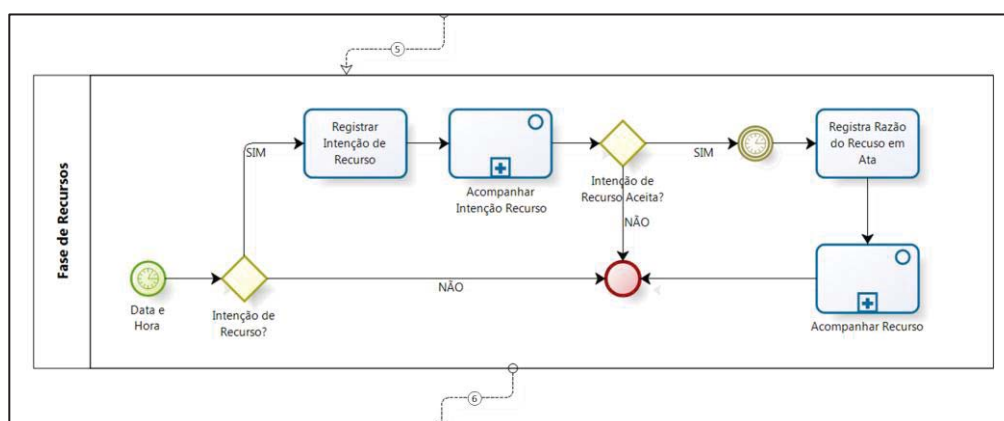 5
Fase de Recursos
Registrar
Intenção de
Recurso
SIM
Acompanhar
Intenção Recurso
Intenção de
Recurso Aceita?
SIM
NÃO
Registra Razão
do Recuso em
Ata
Data e
Hora
Intenção de
Recurso?
NÃO
Acompanhar Recurso
6